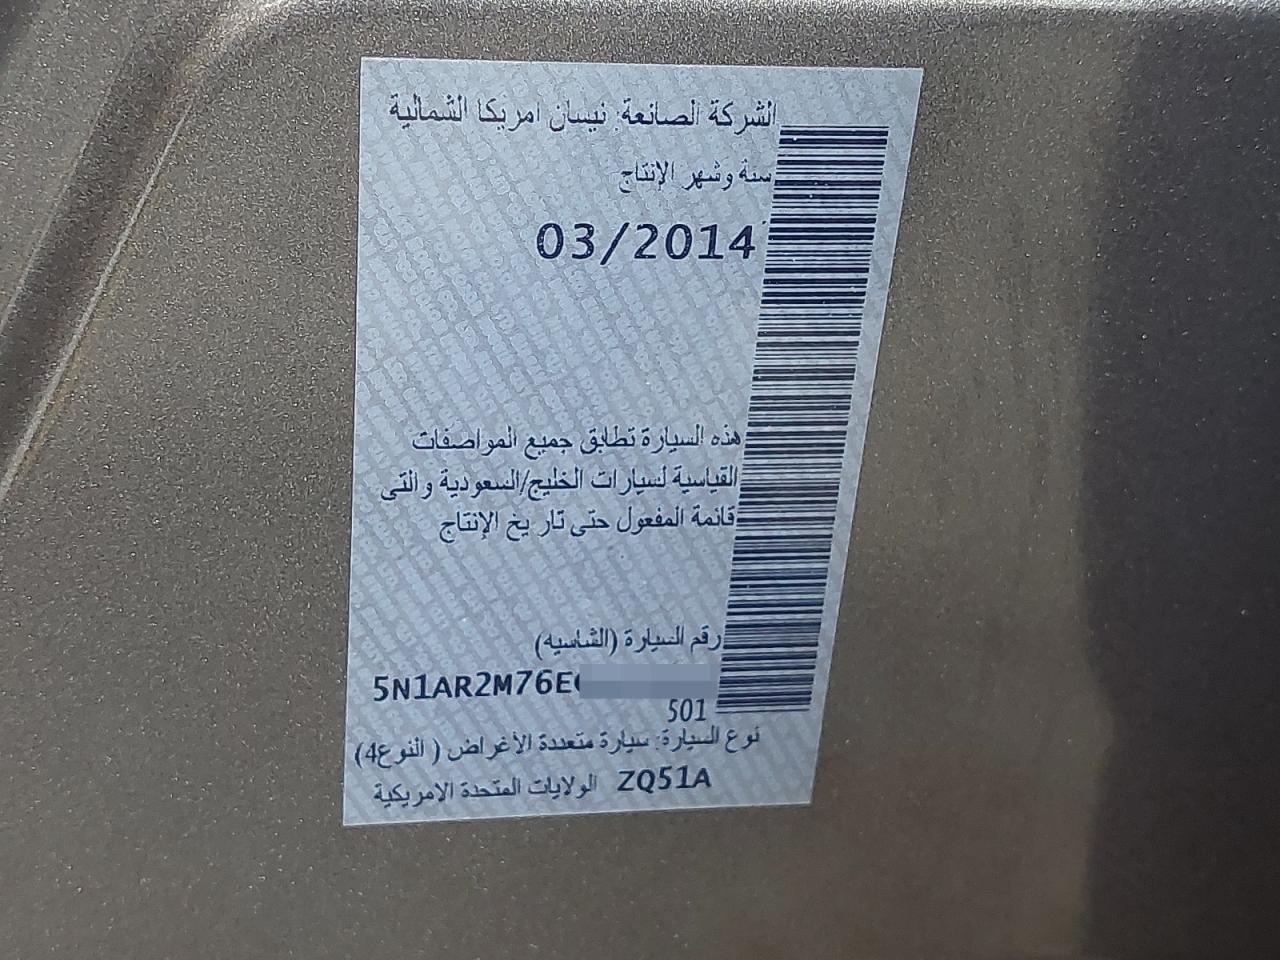 الشركة الصانعة: نيسان امريكا الشمالية
سنة وشهر الإنتاج
03/2014
هذه السيارة تطابق جميع المواصفات
القياسية لسيارات الخليج/السعودية والتى
قائمة المفعول حتى تاريخ الإنتاج
رقم السيارة (الشاسيه)
5N1AR2M76E
501
نوع السيارة: سيارة متعددة الأغراض ( النوع4)
ZQ51A الولايات المتحدة الامريكية